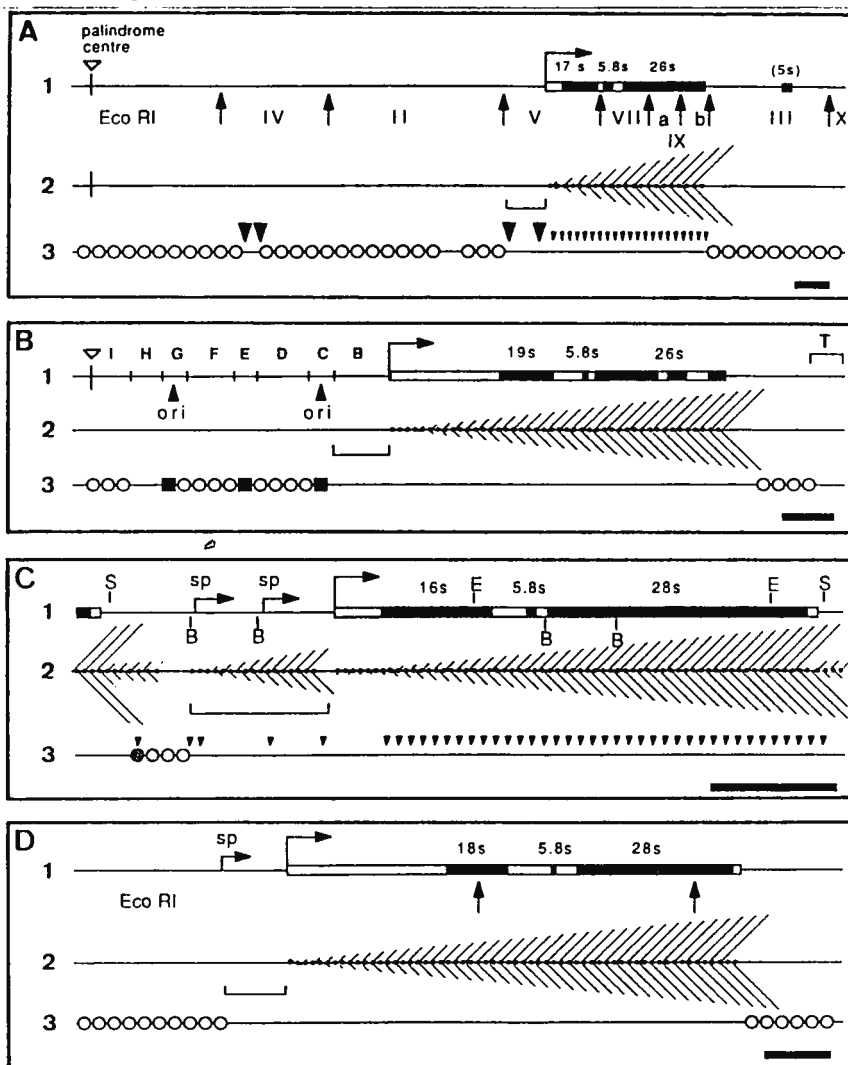 A
palindrome
centre
1
17 s 5.8s 26s (5s)
Eco RI IV II V VII a b III X
IX
2
3
B
I H G F E D C B 19s 5.8s 26s T
1
ori ori
2
3
C
S sp sp 16s E 5.8s 28s E S
1
B B B B
2
3
D
sp 18s 5.8s 28s
1
Eco RI
2
3